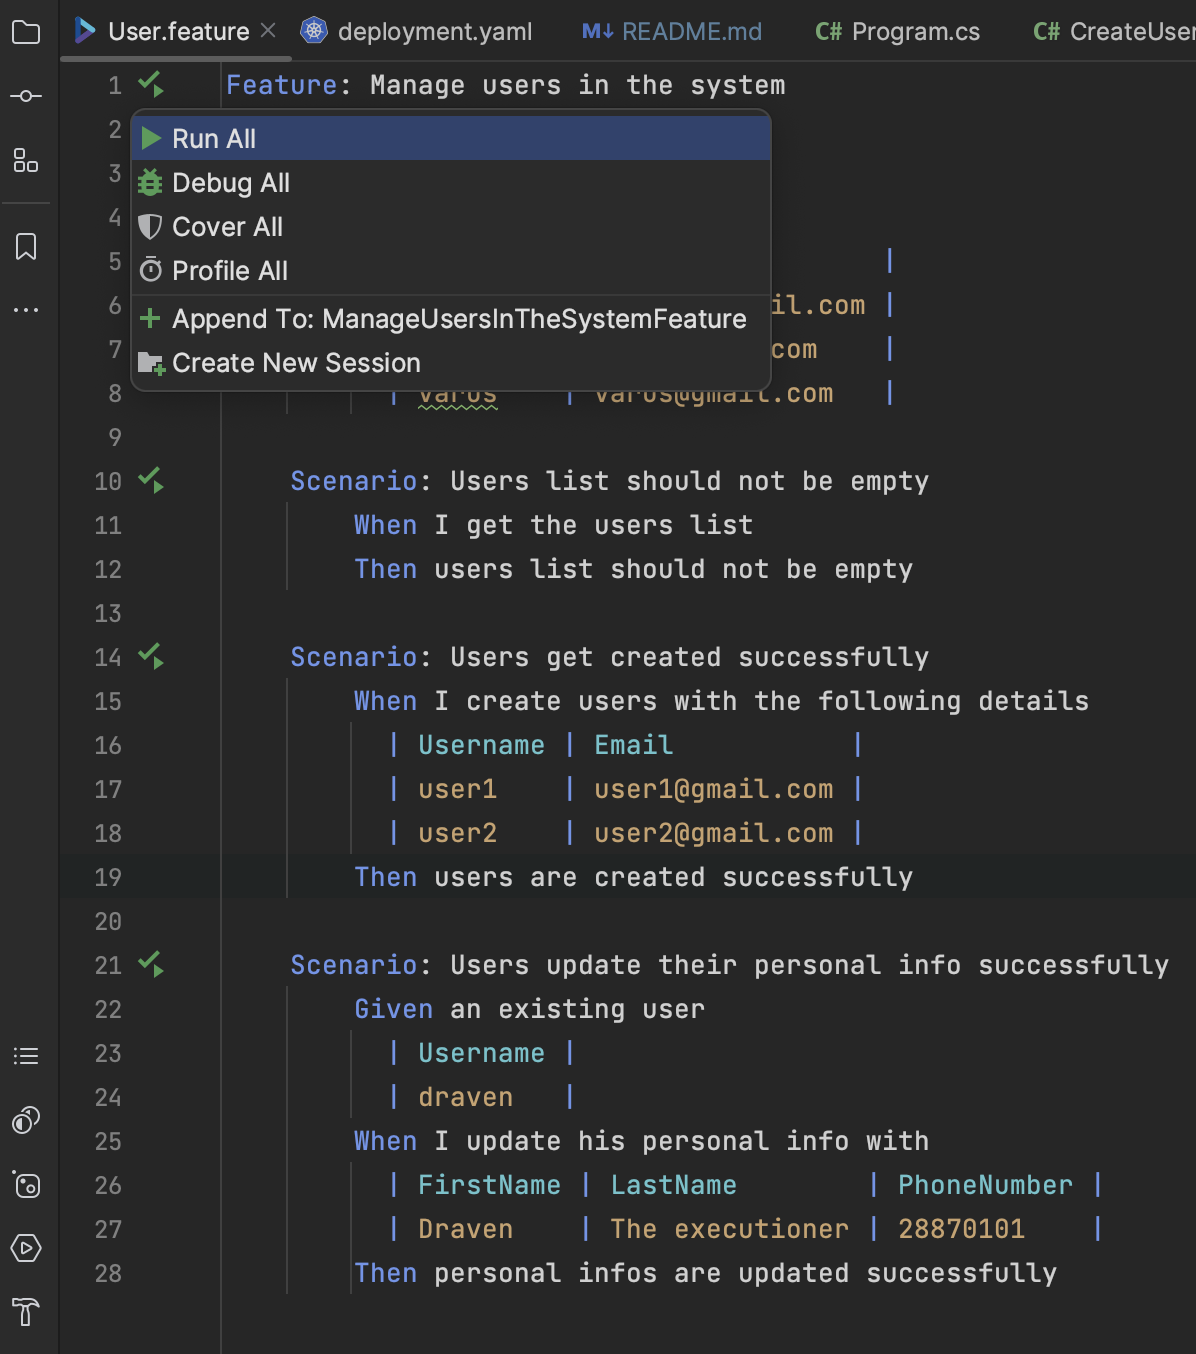 User.feature deployment.yaml M↓ README.md C# Program.cs C# CreateUser
1 Feature: Manage users in the system
2 Run All
3 Debug All
4 Cover All
5 Profile All |
6 Append To: ManageUsersInTheSystemFeature il.com |
7 Create New Session com |
8 | varus | varus@gmail.com |
9
10 Scenario: Users list should not be empty
11 When I get the users list
12 Then users list should not be empty
13
14 Scenario: Users get created successfully
15 When I create users with the following details
16 | Username | Email |
17 | user1 | user1@gmail.com |
18 | user2 | user2@gmail.com |
19 Then users are created successfully
20
21 Scenario: Users update their personal info successfully
22 Given an existing user
23 | Username |
24 | draven |
25 When I update his personal info with
26 | FirstName | LastName | PhoneNumber |
27 | Draven | The executioner | 28870101 |
28 Then personal infos are updated successfully